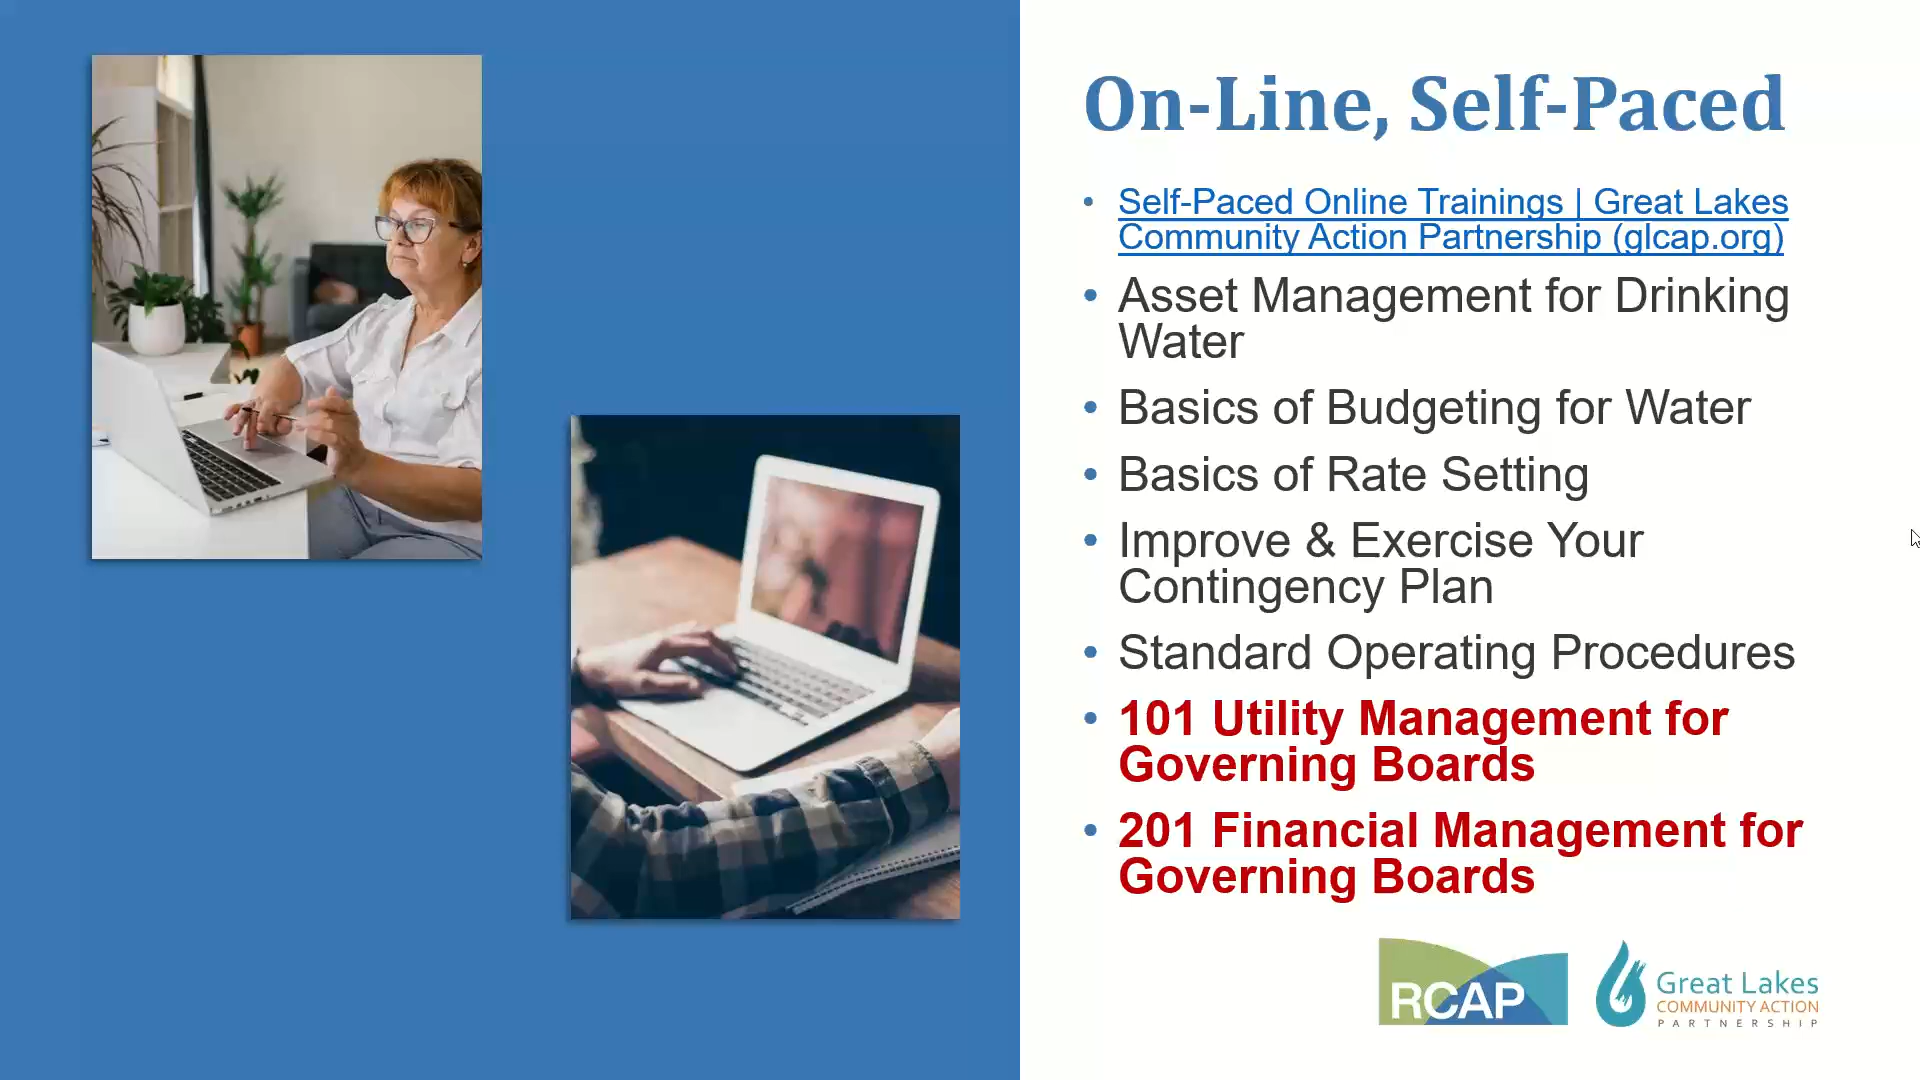 On-Line, Self-Paced
• Self-Paced Online Trainings | Great Lakes
Community Action Partnership (glcap.org)
• Asset Management for Drinking
Water
• Basics of Budgeting for Water
• Basics of Rate Setting
• Improve & Exercise Your
Contingency Plan
• Standard Operating Procedures
• 101 Utility Management for
Governing Boards
• 201 Financial Management for
Governing Boards
RCAP
Great Lakes
COMMUNITY ACTION
PARTNERSHIP